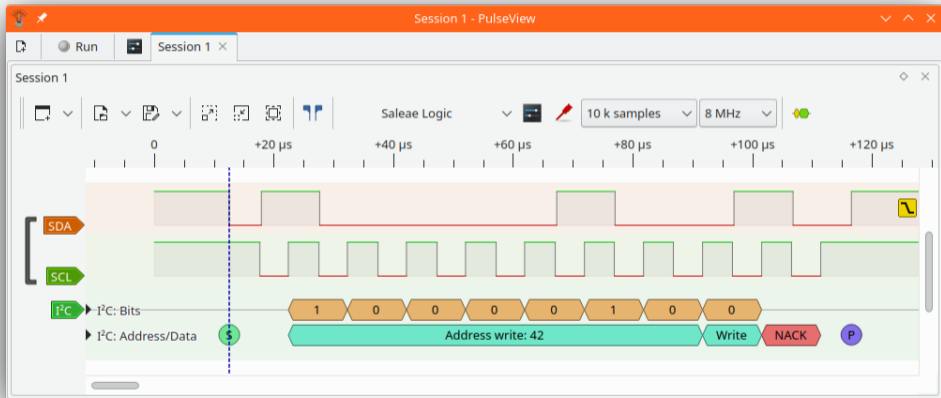 Session 1 - PulseView
Run Session 1
Session 1
Saleae Logic 10 k samples 8 MHz
0 +20 µs +40 µs +60 µs +80 µs +100 µs +120 µs
SDA
SCL
I²C I²C: Bits 1 0 0 0 0 1 0 0
I²C: Address/Data S Address write: 42 Write NACK P